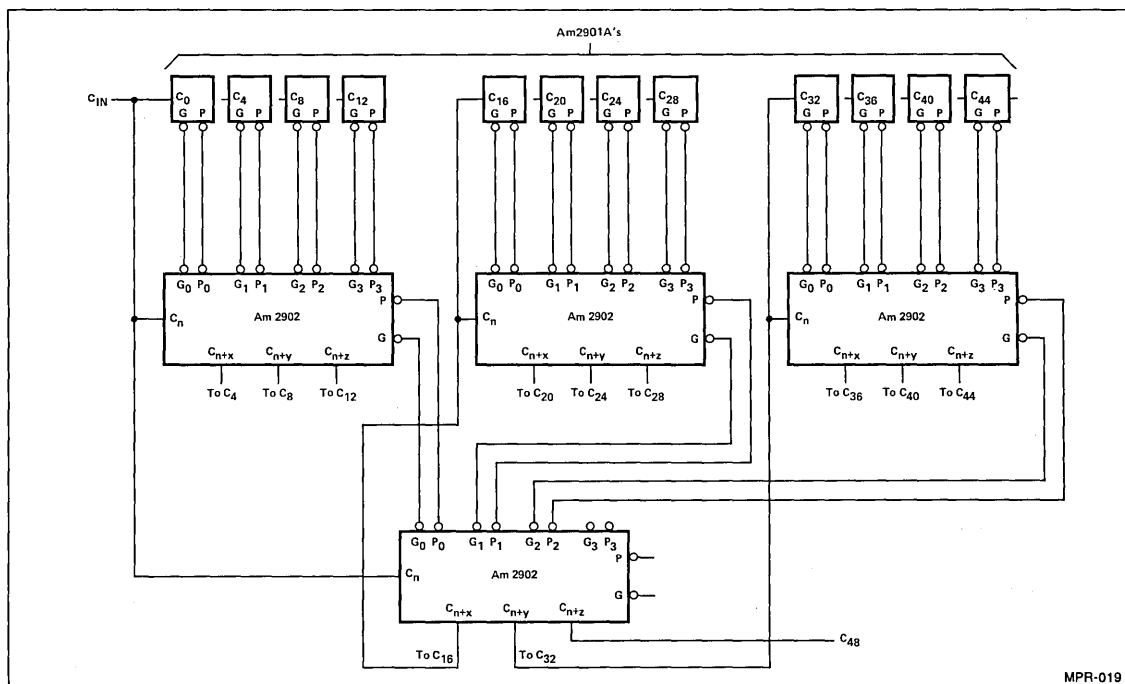 Am2901A's
C_IN
C0 C4 C8 C12 C16 C20 C24 C28 C32 C36 C40 C44
G P G P G P G P G P G P G P G P G P G P G P G P
G0 P0 G1 P1 G2 P2 G3 P3 G0 P0 G1 P1 G2 P2 G3 P3 G0 P0 G1 P1 G2 P2 G3 P3
P P P
Cn Am 2902 Cn Am 2902 Cn Am 2902
G G G
Cn+x Cn+y Cn+z Cn+x Cn+y Cn+z Cn+x Cn+y Cn+z
To C4 To C8 To C12 To C20 To C24 To C28 To C36 To C40 To C44
G0 P0 G1 P1 G2 P2 G3 P3
P
Cn Am 2902
G
Cn+x Cn+y Cn+z
To C16 To C32 C48
MPR-019